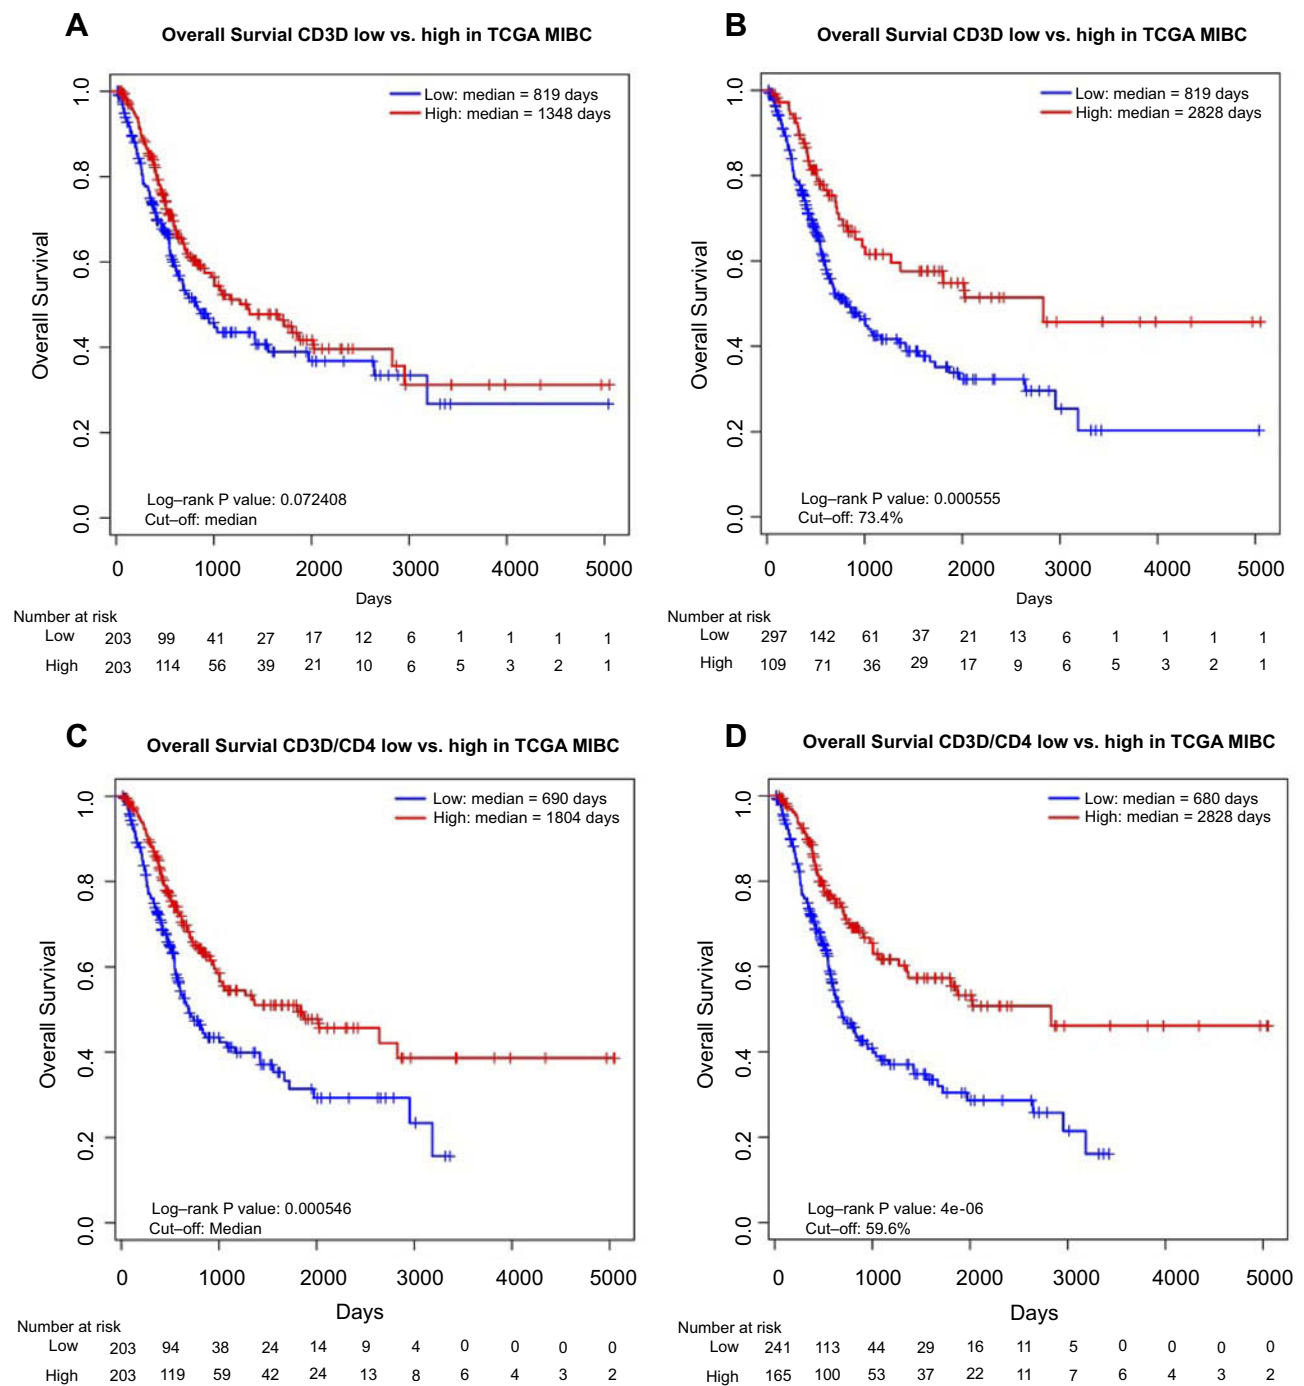 A
Overall Survial CD3D low vs. high in TCGA MIBC
Low: median = 819 days
High: median = 1348 days
Overall Survival
1.0
0.8
0.6
0.4
0.2
0.0
Log–rank P value: 0.072408
Cut–off: median
0 1000 2000 3000 4000 5000
Days
Number at risk
Low 203 99 41 27 17 12 6 1 1 1 1
High 203 114 56 39 21 10 6 5 3 2 1
B
Overall Survial CD3D low vs. high in TCGA MIBC
Low: median = 819 days
High: median = 2828 days
Overall Survival
1.0
0.8
0.6
0.4
0.2
0.0
Log–rank P value: 0.000555
Cut–off: 73.4%
0 1000 2000 3000 4000 5000
Days
Number at risk
Low 297 142 61 37 21 13 6 1 1 1 1
High 109 71 36 29 17 9 6 5 3 2 1
C
Overall Survial CD3D/CD4 low vs. high in TCGA MIBC
Low: median = 690 days
High: median = 1804 days
Overall Survival
1.0
0.8
0.6
0.4
0.2
0.0
Log–rank P value: 0.000546
Cut–off: Median
0 1000 2000 3000 4000 5000
Days
Number at risk
Low 203 94 38 24 14 9 4 0 0 0 0
High 203 119 59 42 24 13 8 6 4 3 2
D
Overall Survial CD3D/CD4 low vs. high in TCGA MIBC
Low: median = 680 days
High: median = 2828 days
Overall Survival
1.0
0.8
0.6
0.4
0.2
0.0
Log–rank P value: 4e-06
Cut–off: 59.6%
0 1000 2000 3000 4000 5000
Days
Number at risk
Low 241 113 44 29 16 11 5 0 0 0 0
High 165 100 53 37 22 11 7 6 4 3 2